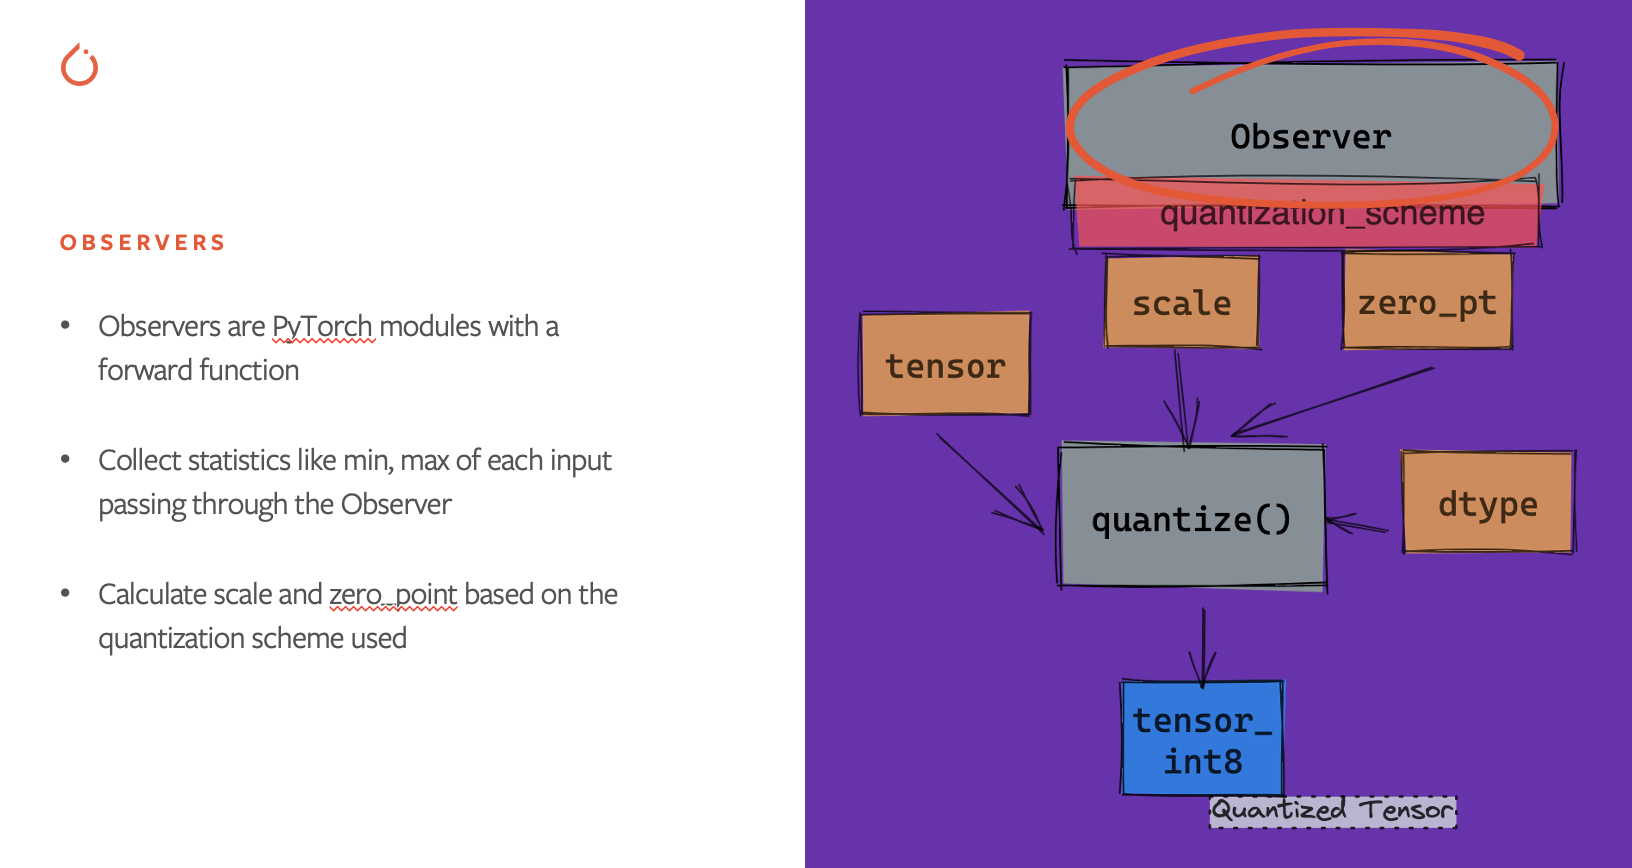 OBSERVERS
• Observers are PyTorch modules with a
forward function
• Collect statistics like min, max of each input
passing through the Observer
• Calculate scale and zero_point based on the
quantization scheme used
Observer
quantization_scheme
scale
zero_pt
tensor
quantize()
dtype
tensor_
int8
Quantized Tensor